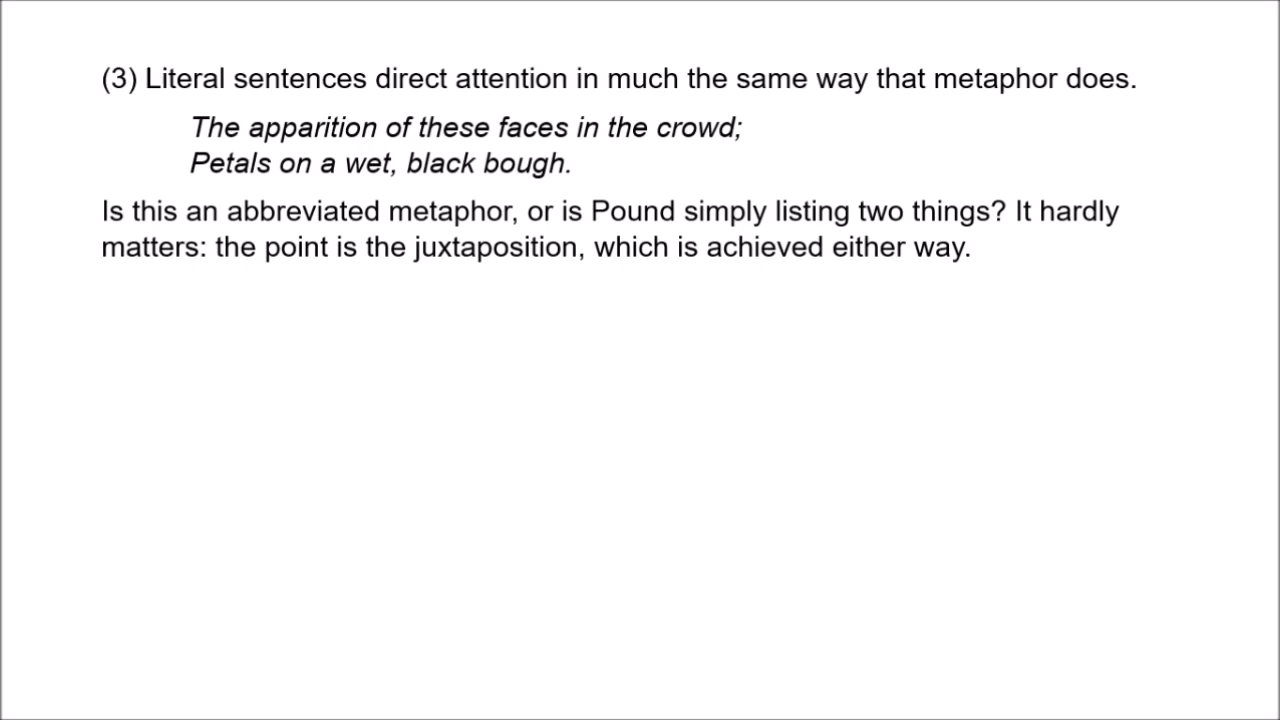 (3) Literal sentences direct attention in much the same way that metaphor does.
The apparition of these faces in the crowd;
Petals on a wet, black bough.
Is this an abbreviated metaphor, or is Pound simply listing two things? It hardly
matters: the point is the juxtaposition, which is achieved either way.